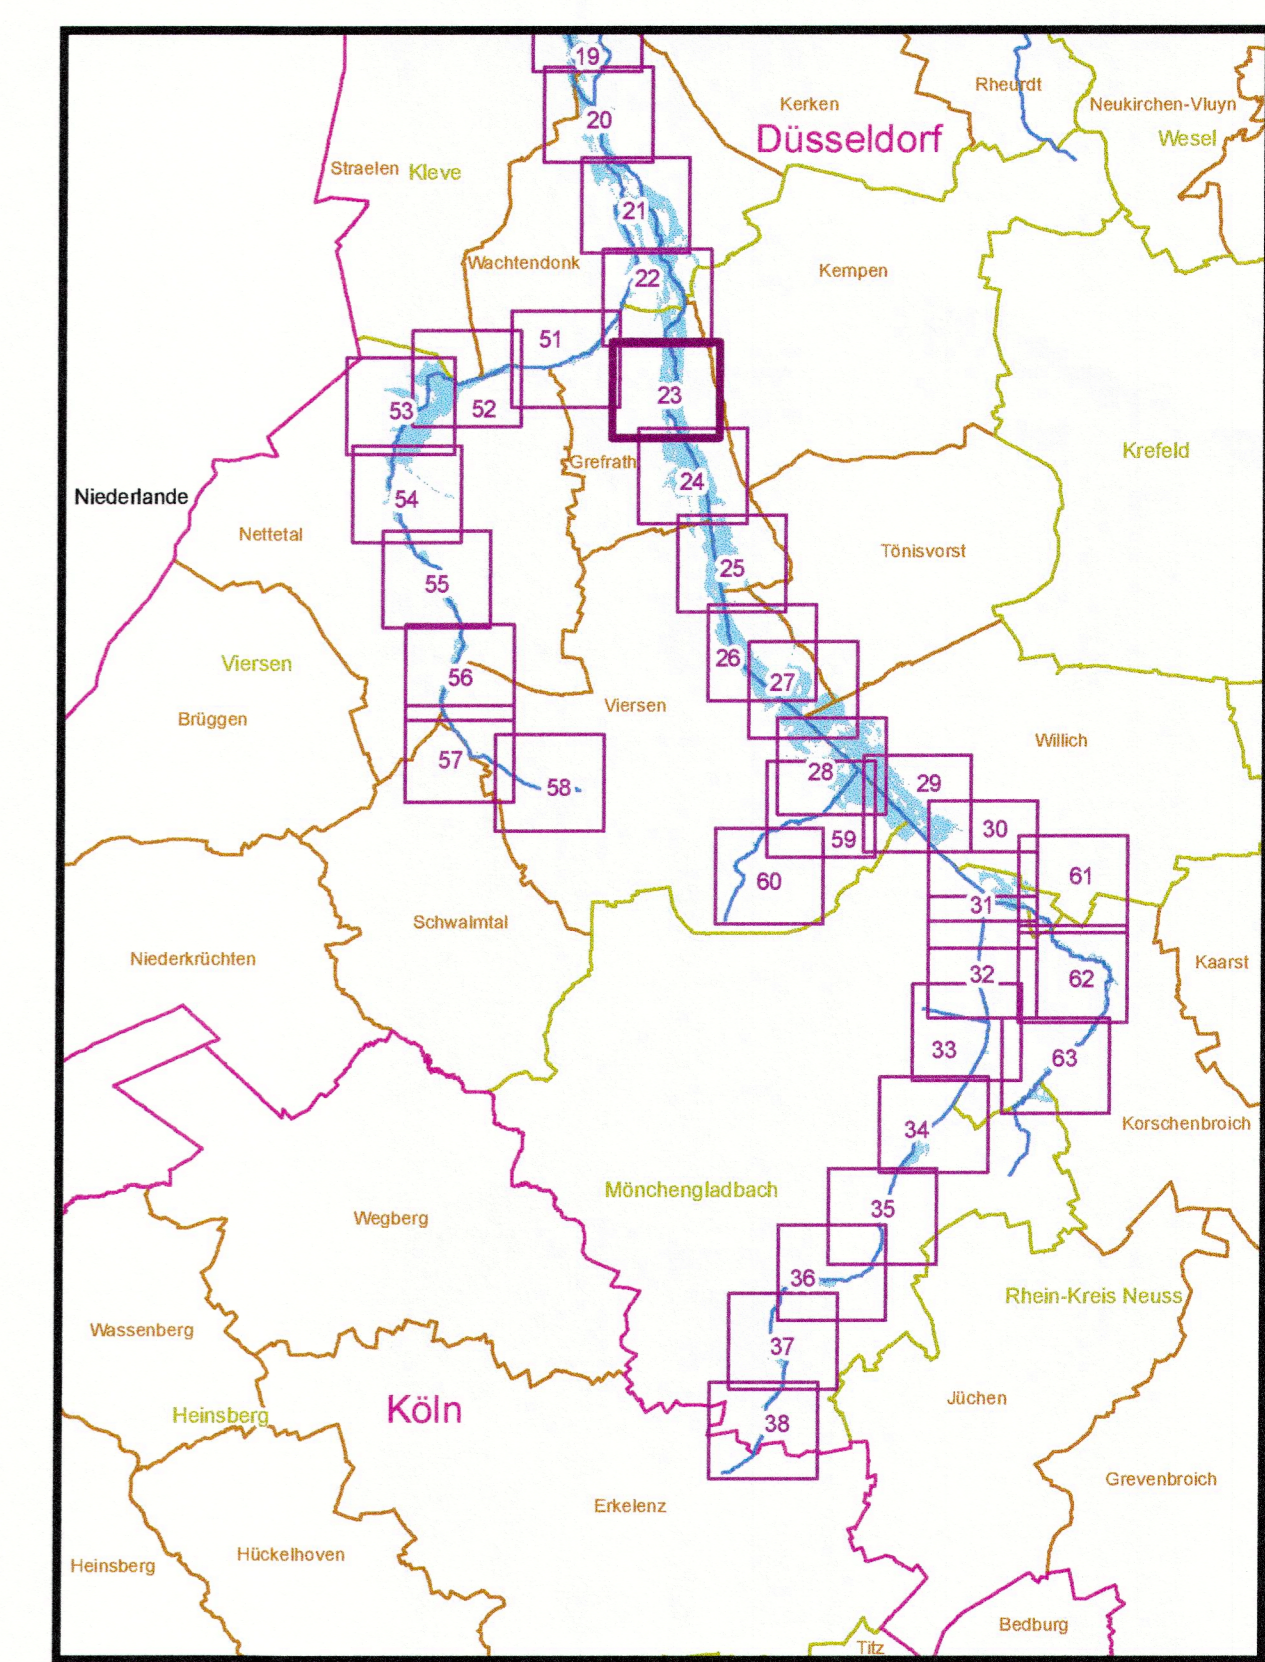 19
Kerken
Rheurdt
Neukirchen-Vluyn
20
Düsseldorf
Wesel
Straelen
Kleve
21
Wachtendonk
22
Kempen
51
53
52
23
Krefeld
Grefrath
24
Niederlande
54
Nettetal
Tönisvorst
25
55
Viersen
26
56
27
Brüggen
Viersen
Willich
57
28
29
58
30
59
60
61
31
Schwalmtal
Niederkrüchten
Kaarst
32
62
33
63
34
Korschenbroich
Mönchengladbach
35
Wegberg
36
Rhein-Kreis Neuss
Wassenberg
37
Jüchen
Heinsberg
Köln
38
Grevenbroich
Erkelenz
Hückelhoven
Heinsberg
Bedburg
Titz